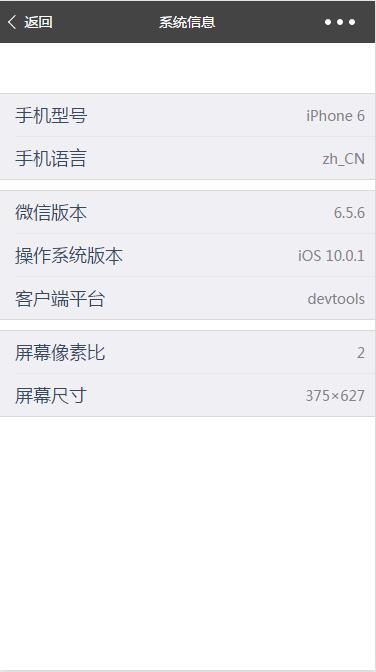 返回 系统信息
手机型号 iPhone 6
手机语言 zh_CN
微信版本 6.5.6
操作系统版本 iOS 10.0.1
客户端平台 devtools
屏幕像素比 2
屏幕尺寸 375×627